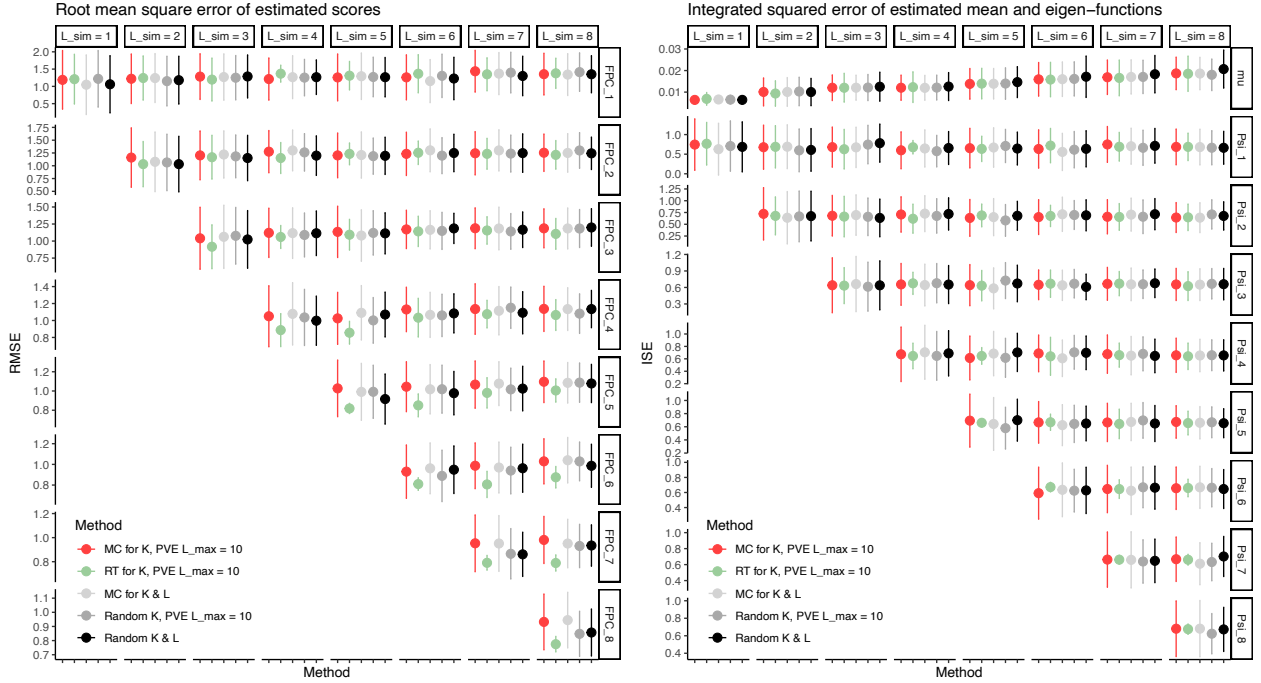 Root mean square error of estimated scores
L_sim = 1
L_sim = 2
L_sim = 3
L_sim = 4
L_sim = 5
L_sim = 6
L_sim = 7
L_sim = 8
2.0
1.5
1.0
0.5
FPC_1
1.75
1.50
1.25
1.00
0.75
0.50
FPC_2
1.50
1.25
1.00
0.75
FPC_3
1.4
1.2
1.0
0.8
FPC_4
1.2
1.0
0.8
FPC_5
1.2
1.0
0.8
FPC_6
1.2
1.0
0.8
FPC_7
1.1
1.0
0.9
0.8
0.7
FPC_8
RMSE
Method
MC for K, PVE L_max = 10
RT for K, PVE L_max = 10
MC for K & L
Random K, PVE L_max = 10
Random K & L
Method
Integrated squared error of estimated mean and eigen−functions
L_sim = 1
L_sim = 2
L_sim = 3
L_sim = 4
L_sim = 5
L_sim = 6
L_sim = 7
L_sim = 8
0.03
0.02
0.01
mu
1.0
0.5
0.0
Psi_1
1.25
1.00
0.75
0.50
0.25
Psi_2
1.2
0.9
0.6
0.3
Psi_3
1.0
0.8
0.6
0.4
0.2
Psi_4
1.0
0.8
0.6
0.4
0.2
Psi_5
1.0
0.8
0.6
0.4
Psi_6
1.0
0.8
0.6
0.4
Psi_7
1.0
0.8
0.6
0.4
Psi_8
ISE
Method
MC for K, PVE L_max = 10
RT for K, PVE L_max = 10
MC for K & L
Random K, PVE L_max = 10
Random K & L
Method